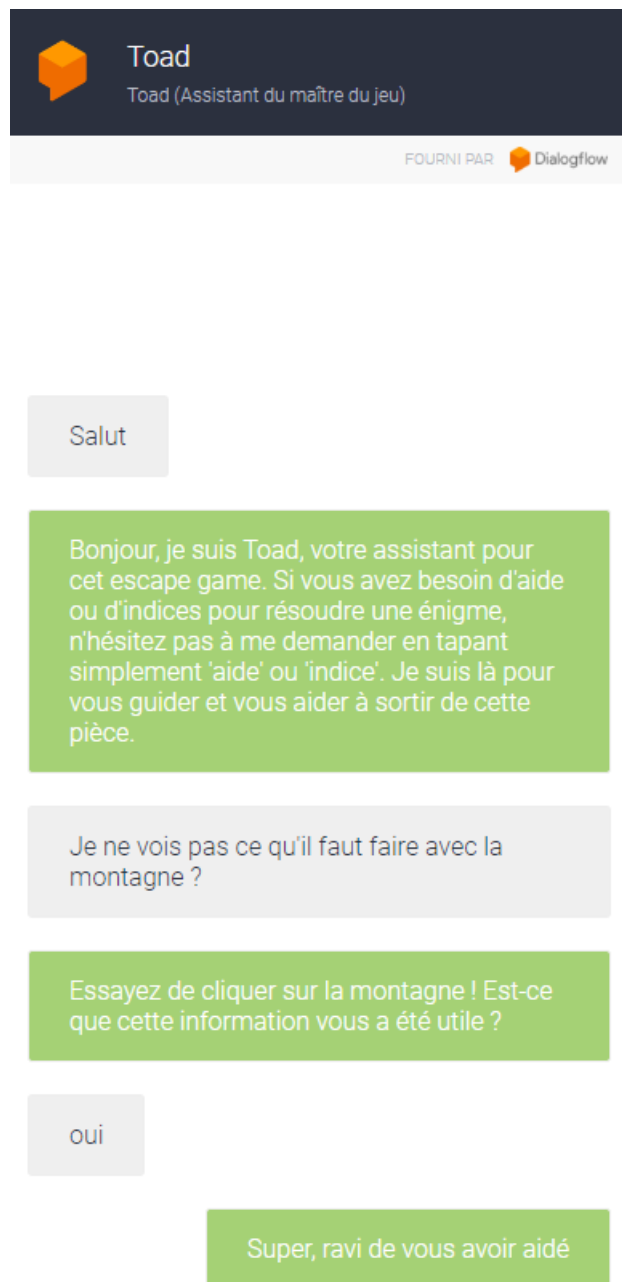 Toad
Toad (Assistant du maître du jeu)
FOURNI PAR Dialogflow
Salut
Bonjour, je suis Toad, votre assistant pour
cet escape game. Si vous avez besoin d'aide
ou d'indices pour résoudre une énigme,
n'hésitez pas à me demander en tapant
simplement 'aide' ou 'indice'. Je suis là pour
vous guider et vous aider à sortir de cette
pièce.
Je ne vois pas ce qu'il faut faire avec la
montagne ?
Essayez de cliquer sur la montagne ! Est-ce
que cette information vous a été utile ?
oui
Super, ravi de vous avoir aidé